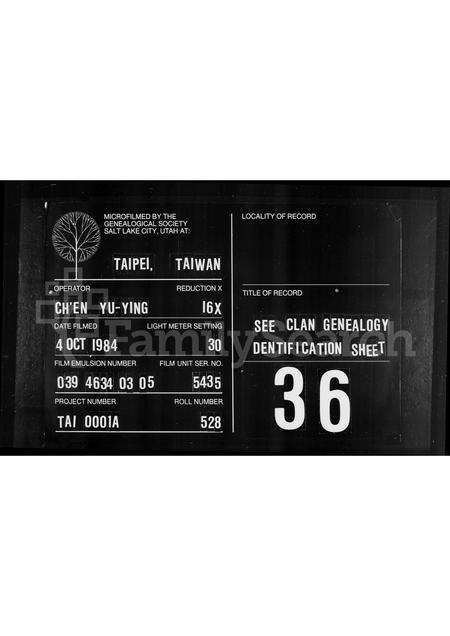 MICROFILMED BY THE
GENEALOGICAL SOCIETY
SALT LAKE CITY, UTAH AT:
TAIPEI, TAIWAN
OPERATOR REDUCTION X
CH'EN YU-YING 16X
DATE FILMED LIGHT METER SETTING
4 OCT 1984 30
FILM EMULSION NUMBER FILM UNIT SER. NO.
039 4634 03 05 5435
PROJECT NUMBER ROLL NUMBER
TAI 0001A 528
LOCALITY OF RECORD
TITLE OF RECORD
SEE CLAN GENEALOGY
DENTIFICATION SHEET
36
FamilySearch